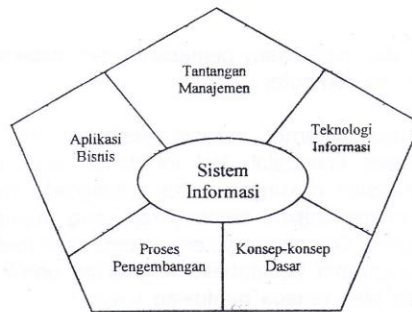 Tantangan
Manajemen
Aplikasi
Bisnis
Teknologi
Informasi
Sistem
Informasi
Proses
Pengembangan
Konsep-konsep
Dasar